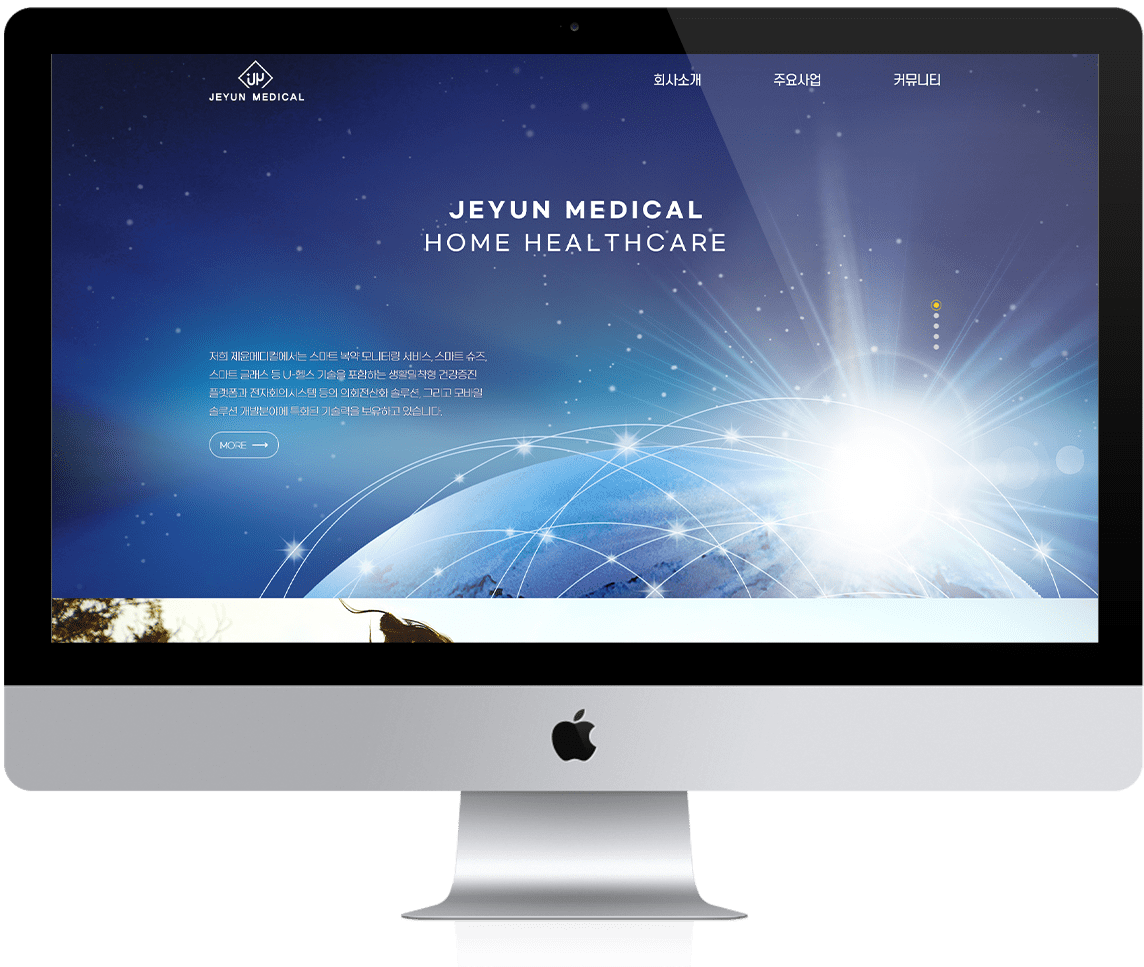 JEYUN MEDICAL
회사소개
주요사업
커뮤니티
JEYUN MEDICAL
HOME HEALTHCARE
저희 제윤메디컬에서는 스마트 복약 모니터링 서비스, 스마트 슈즈,
스마트 글래스 등 U-헬스 기술을 포함하는 생활밀착형 건강증진
플랫폼과 전자회의시스템 등의 의회전산화 솔루션, 그리고 모바일
솔루션 개발분야에 특화된 기술력을 보유하고 있습니다.
MORE